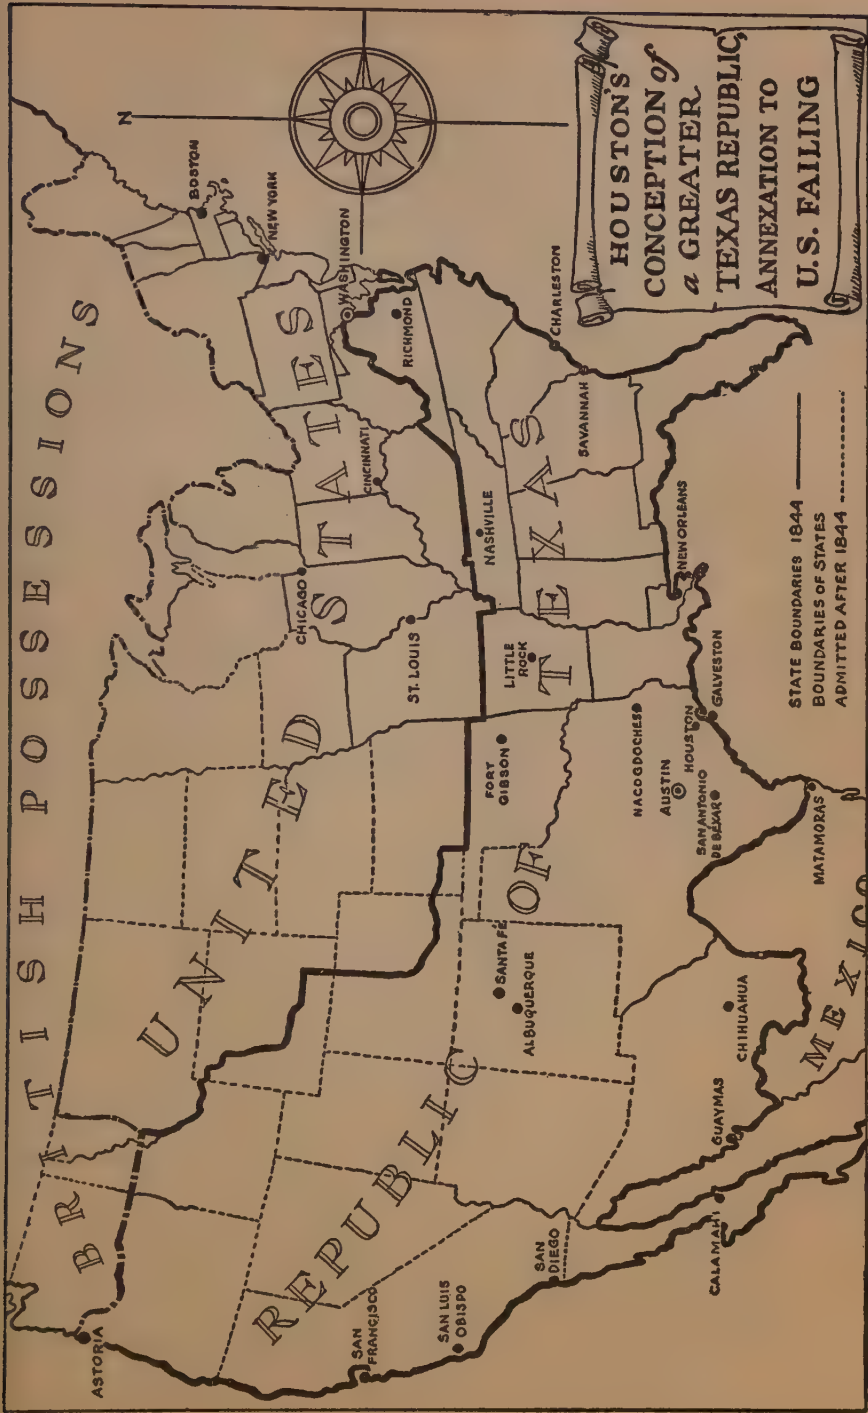 HOUSTON'S
CONCEPTION of
a GREATER
TEXAS REPUBLIC,
ANNEXATION TO
U.S. FAILING
N
BRITISH POSSESSIONS
UNITED STATES
REPUBLIC OF TEXAS
MEXICO
BOSTON
NEW YORK
WASHINGTON
RICHMOND
CHARLESTON
SAVANNAH
CINCINNATI
CHICAGO
NASHVILLE
ST. LOUIS
NEW ORLEANS
LITTLE
ROCK
FORT
GIBSON
NACOGDOCHES
AUSTIN
HOUSTON
GALVESTON
SAN ANTONIO
DE BÉXAR
MATAMORAS
SANTA FÉ
ALBUQUERQUE
CHIHUAHUA
GUAYMAS
CALAMAHI
SAN
DIEGO
SAN LUIS
OBISPO
SAN
FRANCISCO
ASTORIA
STATE BOUNDARIES 1844
BOUNDARIES OF STATES
ADMITTED AFTER 1844